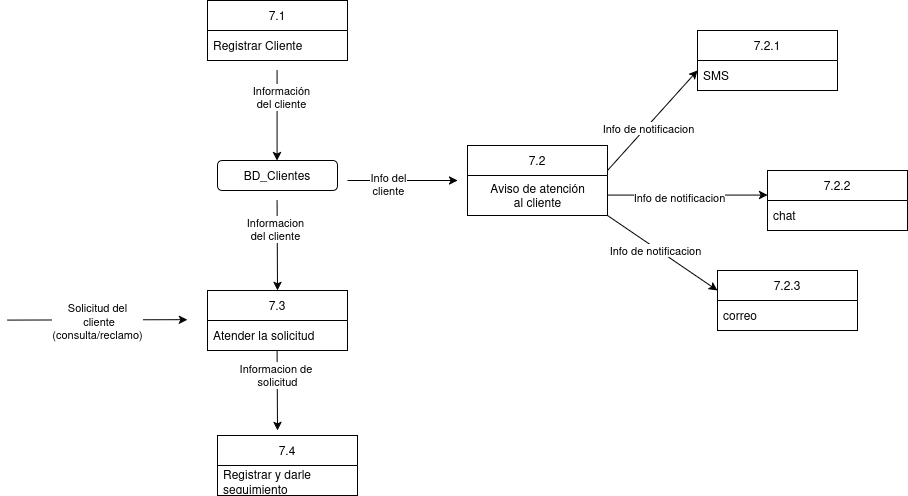 7.1
Registrar Cliente
Información
del cliente
BD_Clientes
Info del
cliente
7.2
Aviso de atención
al cliente
Info de notificacion
7.2.1
SMS
Info de notificacion
7.2.2
chat
Info de notificacion
7.2.3
correo
Informacion
del cliente
Solicitud del
cliente
(consulta/reclamo)
7.3
Atender la solicitud
Informacion de
solicitud
7.4
Registrar y darle
seguimiento